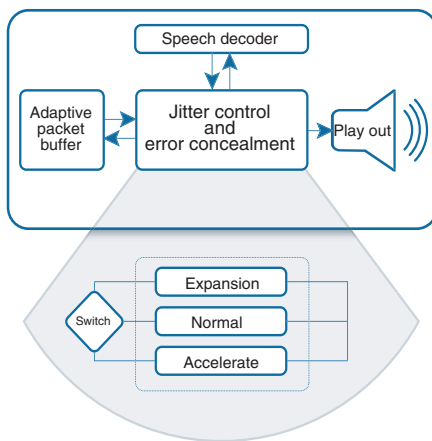 Speech decoder
Adaptive
packet
buffer
Jitter control
and
error concealment
Play out
Expansion
Switch
Normal
Accelerate